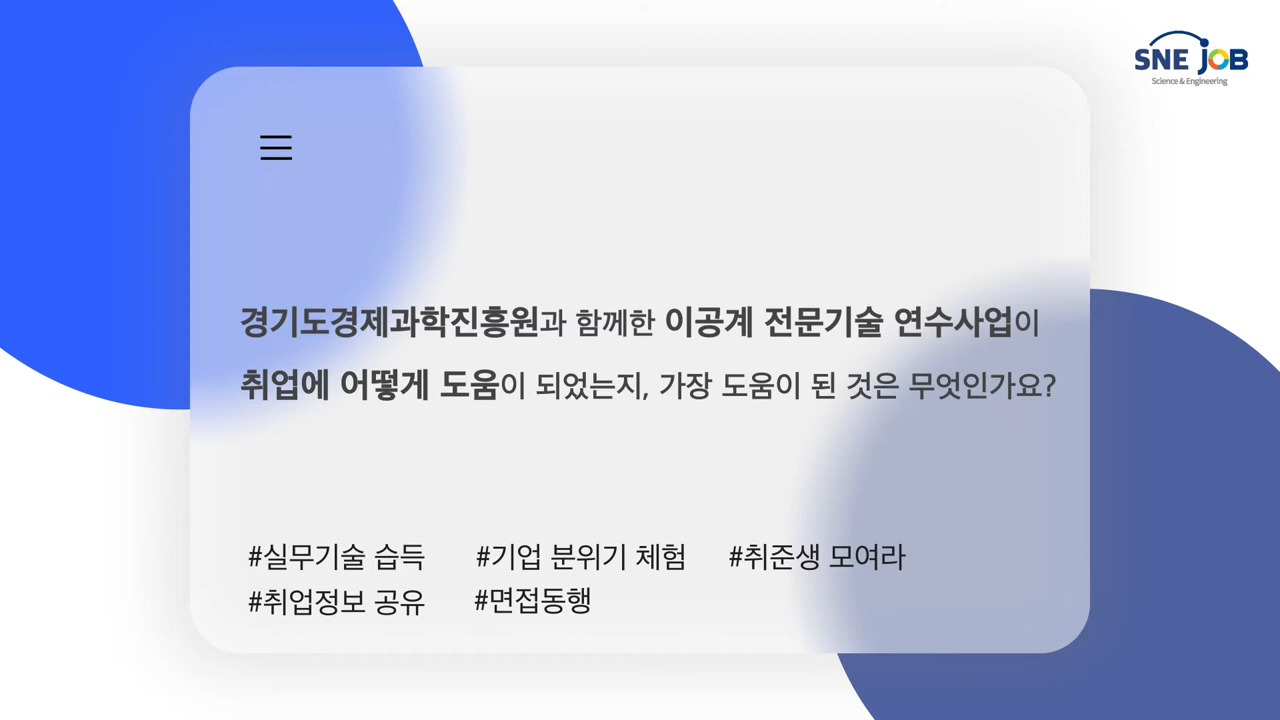 SNE JOB
Science & Engineering
경기도경제과학진흥원과 함께한 이공계 전문기술 연수사업이
취업에 어떻게 도움이 되었는지, 가장 도움이 된 것은 무엇인가요?
#실무기술 습득 #기업 분위기 체험 #취준생 모여라
#취업정보 공유 #면접동행